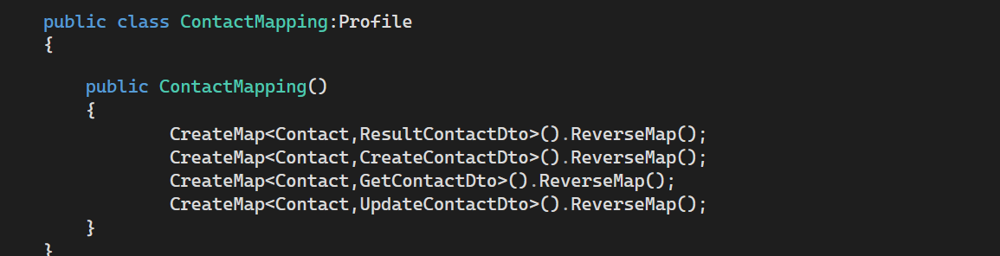 public class ContactMapping:Profile
{
public ContactMapping()
{
CreateMap<Contact,ResultContactDto>().ReverseMap();
CreateMap<Contact,CreateContactDto>().ReverseMap();
CreateMap<Contact,GetContactDto>().ReverseMap();
CreateMap<Contact,UpdateContactDto>().ReverseMap();
}
}